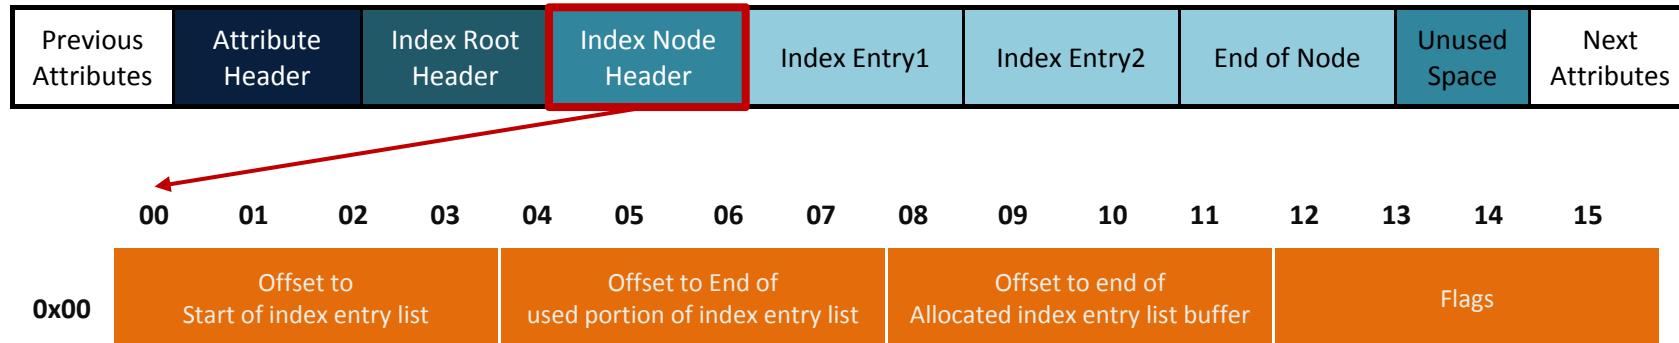 Previous
Attributes
Attribute
Header
Index Root
Header
Index Node
Header
Index Entry1
Index Entry2
End of Node
Unused
Space
Next
Attributes
00 01 02 03 04 05 06 07 08 09 10 11 12 13 14 15
0x00
Offset to
Start of index entry list
Offset to End of
used portion of index entry list
Offset to end of
Allocated index entry list buffer
Flags